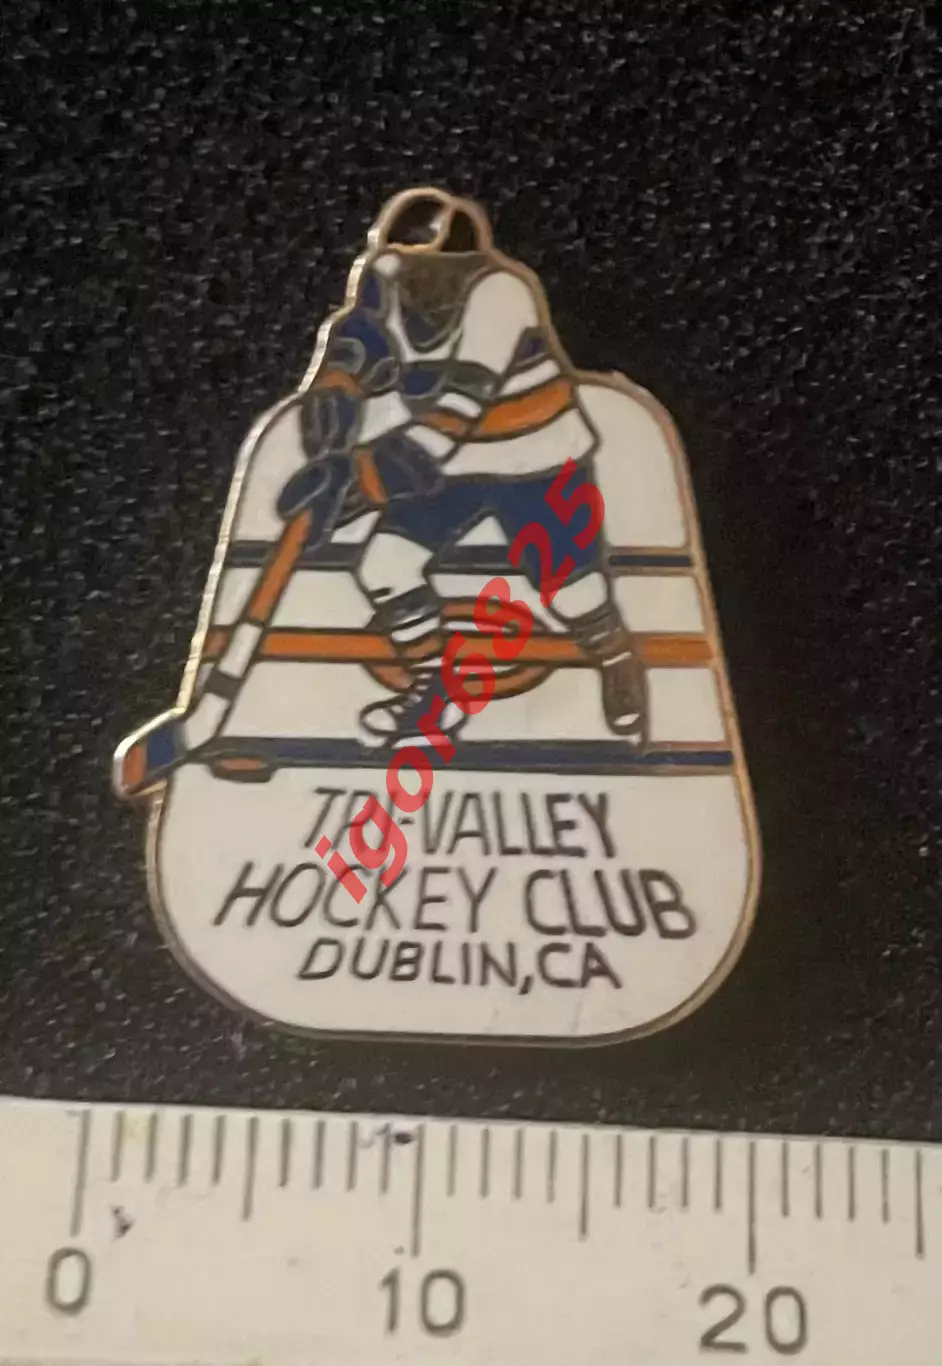 TRI-VALLEY
HOCKEY CLUB
DUBLIN, CA
igor6825
0 10 20